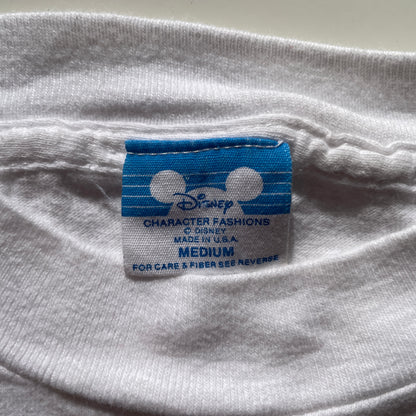 Disney
CHARACTER FASHIONS
© DISNEY
MADE IN U.S.A.
MEDIUM
FOR CARE & FIBER SEE REVERSE